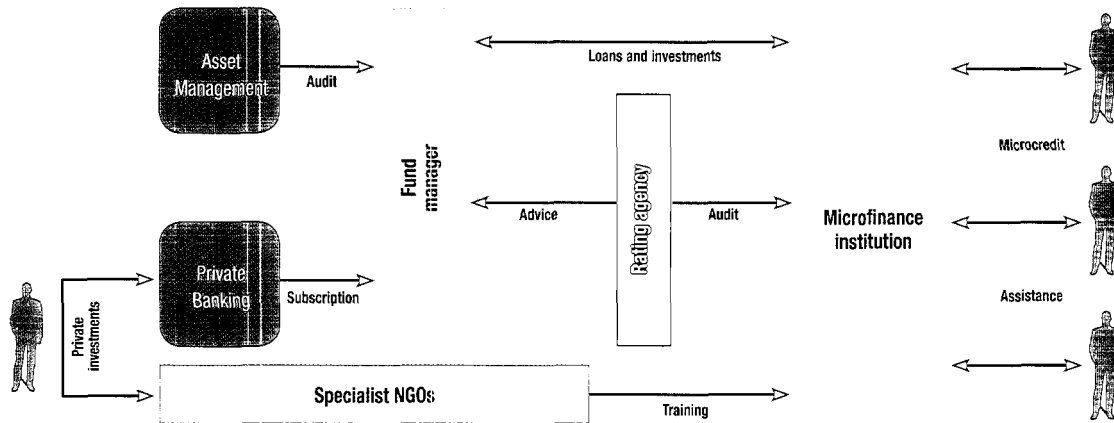 Asset
Management
Audit
Loans and investments
Microcredit
Fund
manager
Advice
Rating agency
Audit
Microfinance
institution
Private
Banking
Subscription
Assistance
Private
investments
Specialist NGOs
Training